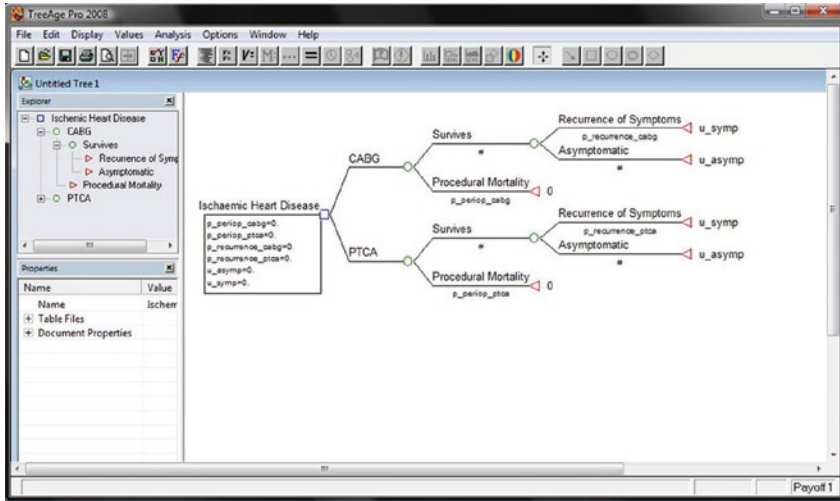 TreeAge Pro 2008
File Edit Display Values Analysis Options Window Help
Untitled Tree 1
Explorer
Ischemic Heart Disease
CABG
Survives
Recurrence of Symp
Asymptomatic
Procedural Mortality
PTCA
Properties
Name Value
Name Ischem
Table Files
Document Properties
Ischaemic Heart Disease
p_periop_cabg=0.
p_periop_ptca=0.
p_recurrence_cabg=0.
p_recurrence_ptca=0.
u_asymp=0.
u_symp=0.
CABG
Survives
#
Recurrence of Symptoms
p_recurrence_cabg
u_symp
Asymptomatic
#
u_asymp
Procedural Mortality
p_periop_cabg
0
PTCA
Survives
#
Recurrence of Symptoms
p_recurrence_ptca
u_symp
Asymptomatic
#
u_asymp
Procedural Mortality
p_periop_ptca
0
Payoff 1